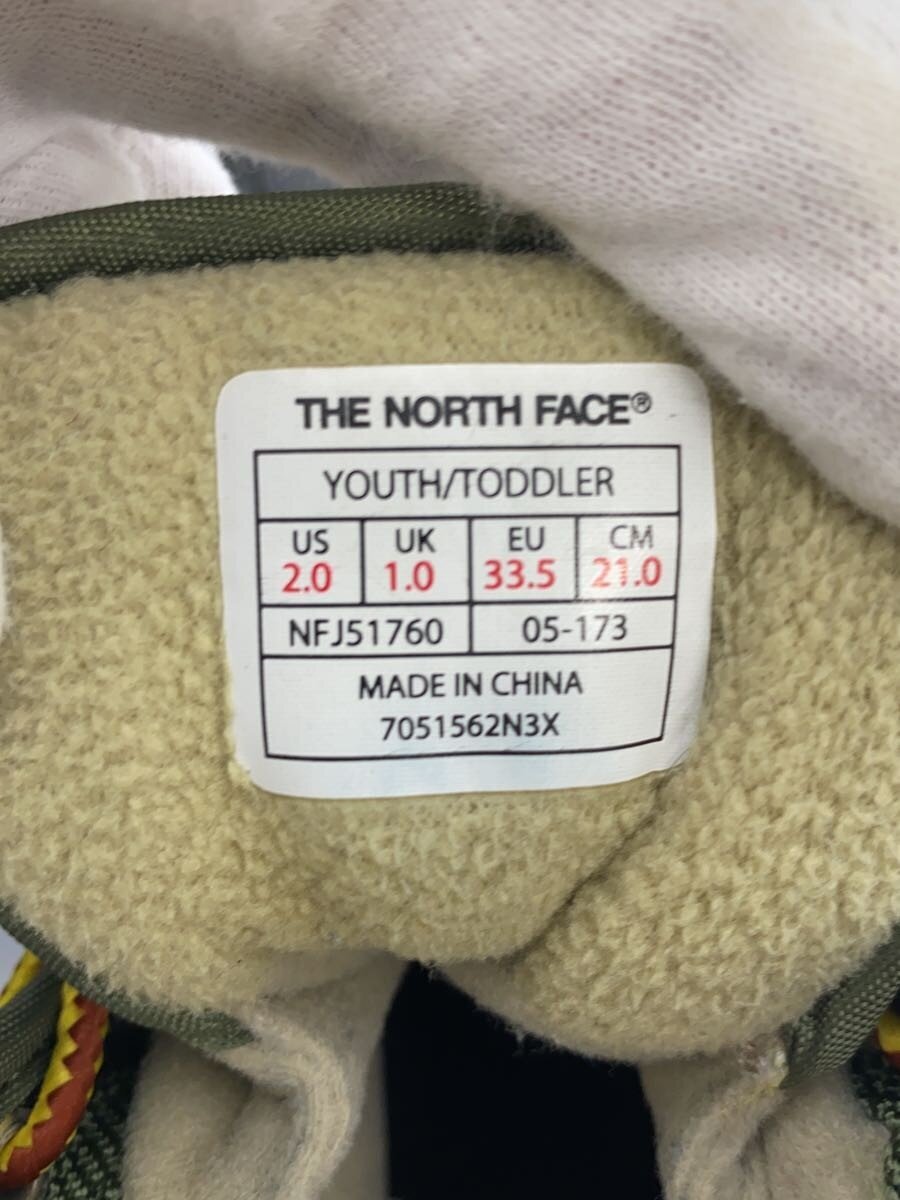 THE NORTH FACE®
YOUTH/TODDLER
US UK EU CM
2.0 1.0 33.5 21.0
NFJ51760 05-173
MADE IN CHINA
7051562N3X